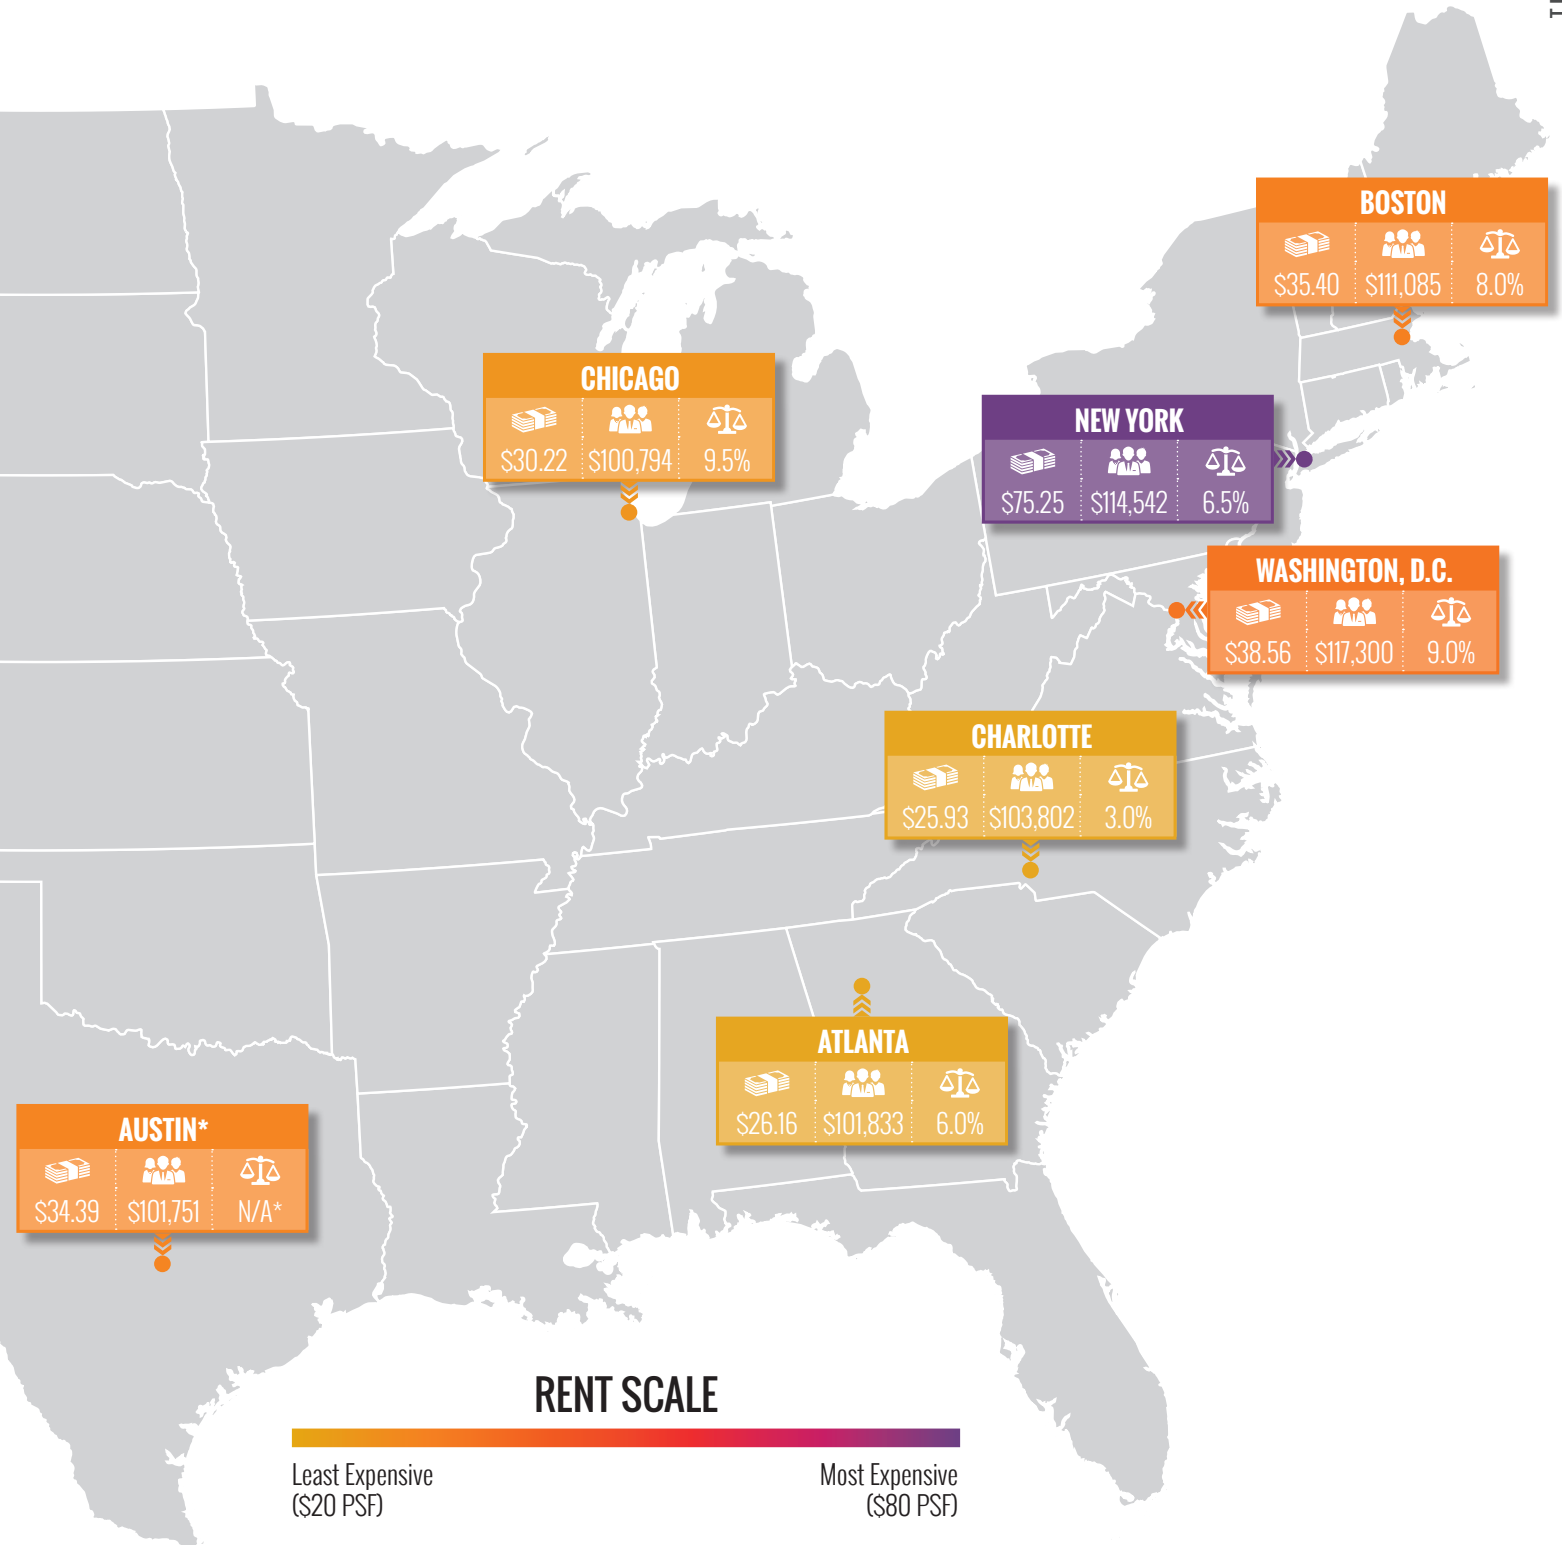 BOSTON
$35.40 $111,085 8.0%
CHICAGO
$30.22 $100,794 9.5%
NEW YORK
$75.25 $114,542 6.5%
WASHINGTON, D.C.
$38.56 $117,300 9.0%
CHARLOTTE
$25.93 $103,802 3.0%
ATLANTA
$26.16 $101,833 6.0%
AUSTIN*
$34.39 $101,751 N/A*
RENT SCALE
Least Expensive
($20 PSF)
Most Expensive
($80 PSF)